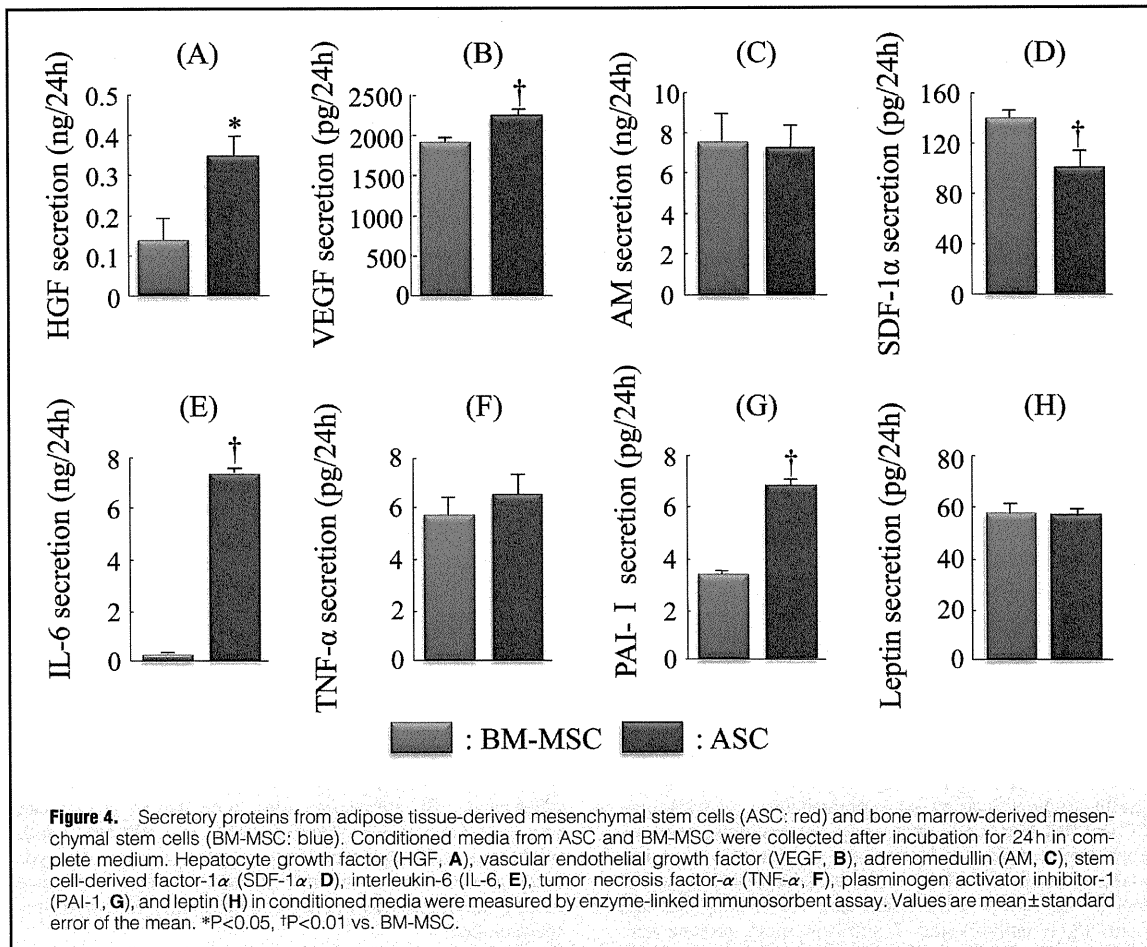 (A)
HGF secretion (ng/24h)
0.5
0.4
0.3
0.2
0.1
0
*
(B)
VEGF secretion (pg/24h)
2500
2000
1500
1000
500
0
†
(C)
AM secretion (ng/24h)
10
8
6
4
2
0
(D)
SDF-1α secretion (pg/24h)
160
120
80
40
0
†
(E)
IL-6 secretion (ng/24h)
8
6
4
2
0
†
(F)
TNF-α secretion (pg/24h)
8
6
4
2
0
(G)
PAI- I secretion (pg/24h)
8
6
4
2
0
†
(H)
Leptin secretion (pg/24h)
80
60
40
20
0
: BM-MSC : ASC
Figure 4. Secretory proteins from adipose tissue-derived mesenchymal stem cells (ASC: red) and bone marrow-derived mesen-
chymal stem cells (BM-MSC: blue). Conditioned media from ASC and BM-MSC were collected after incubation for 24h in com-
plete medium. Hepatocyte growth factor (HGF, A), vascular endothelial growth factor (VEGF, B), adrenomedullin (AM, C), stem
cell-derived factor-1α (SDF-1α, D), interleukin-6 (IL-6, E), tumor necrosis factor-α (TNF-α, F), plasminogen activator inhibitor-1
(PAI-1, G), and leptin (H) in conditioned media were measured by enzyme-linked immunosorbent assay. Values are mean±standard
error of the mean. *P<0.05, †P<0.01 vs. BM-MSC.